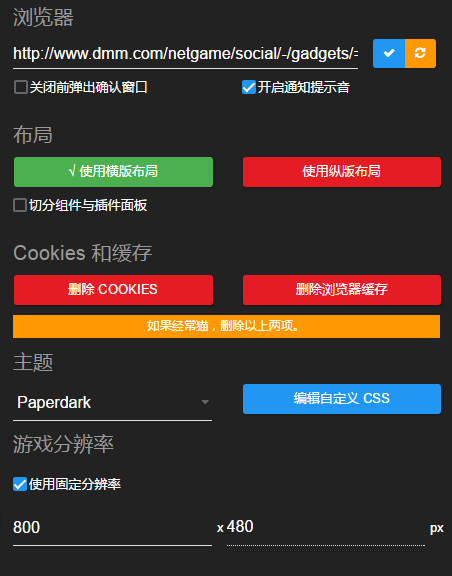 浏览器
http://www.dmm.com/netgame/social/-/gadgets/=
关闭前弹出确认窗口 开启通知提示音
布局
√ 使用横版布局 使用纵版布局
切分组件与插件面板
Cookies 和缓存
删除 COOKIES 删除浏览器缓存
如果经常猫，删除以上两项。
主题
Paperdark 编辑自定义 CSS
游戏分辨率
使用固定分辨率
800 x 480 px